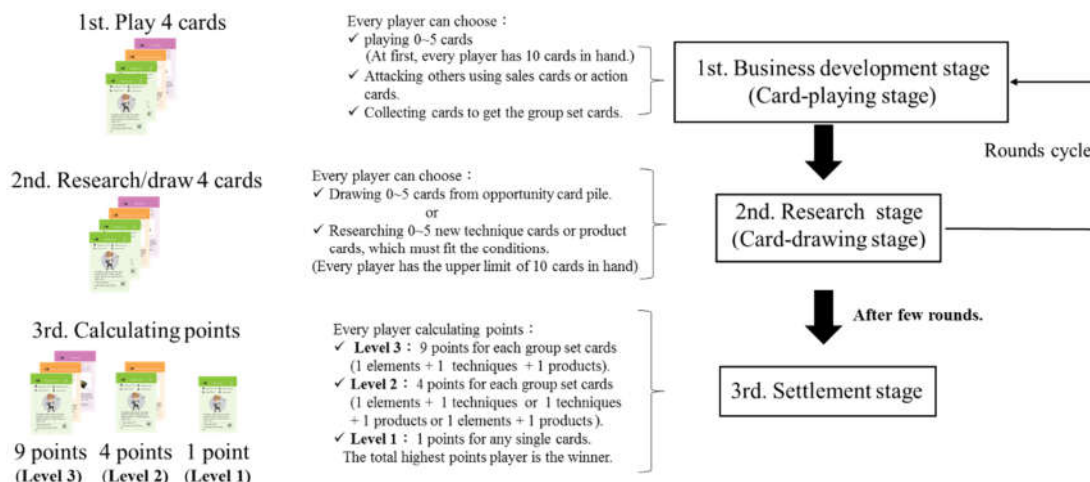 1st. Play 4 cards
Every player can choose：
✓ playing 0~5 cards
(At first, every player has 10 cards in hand.)
✓ Attacking others using sales cards or action
cards.
✓ Collecting cards to get the group set cards.
1st. Business development stage
(Card-playing stage)
Rounds cycle
2nd. Research/draw 4 cards
Every player can choose：
✓ Drawing 0~5 cards from opportunity card pile.
or
✓ Researching 0~5 new technique cards or product
cards, which must fit the conditions.
(Every player has the upper limit of 10 cards in hand)
2nd. Research stage
(Card-drawing stage)
After few rounds.
3rd. Calculating points
9 points
(Level 3)
4 points
(Level 2)
1 point
(Level 1)
Every player calculating points：
✓ Level 3： 9 points for each group set cards
(1 elements + 1 techniques + 1 products).
✓ Level 2： 4 points for each group set cards
(1 elements + 1 techniques or 1 techniques
+ 1 products or 1 elements + 1 products ).
✓ Level 1： 1 points for any single cards.
The total highest points player is the winner.
3rd. Settlement stage